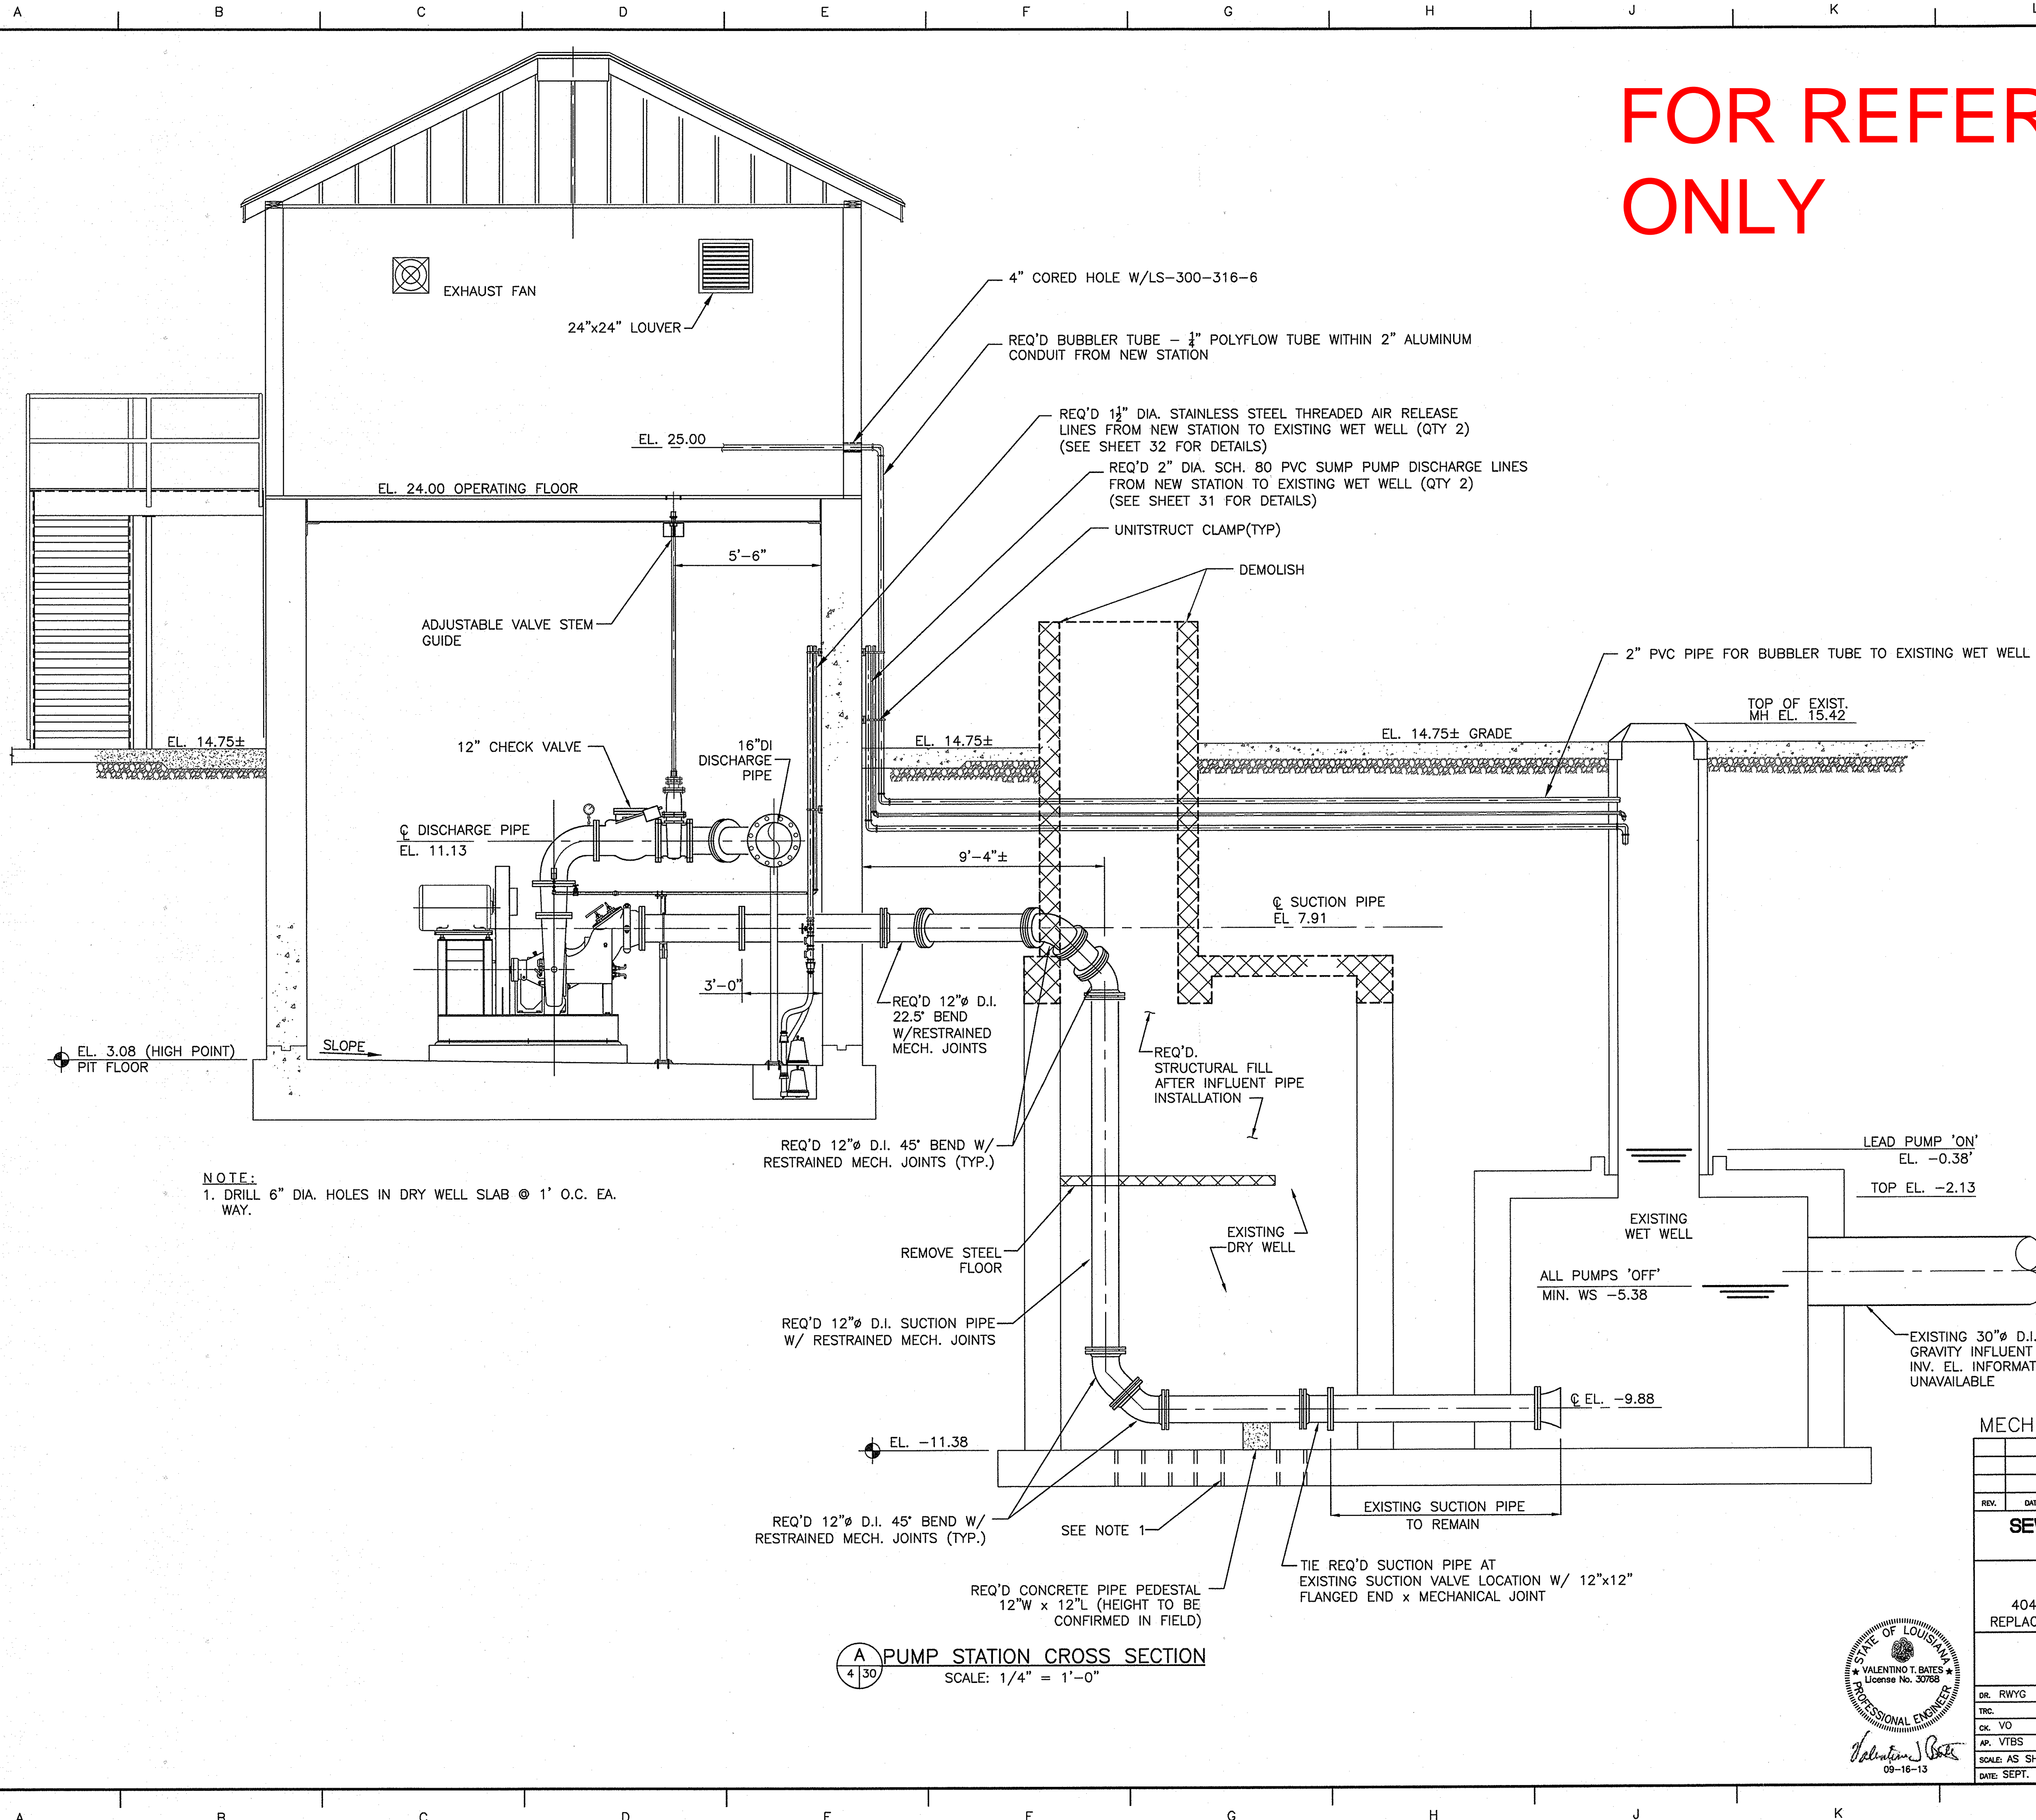 A B C D E F G H J K L
FOR REFER
ONLY
4" CORED HOLE W/LS-300-316-6
EXHAUST FAN
24"x24" LOUVER
REQ'D BUBBLER TUBE - 1/4" POLYFLOW TUBE WITHIN 2" ALUMINUM
CONDUIT FROM NEW STATION
REQ'D 1 1/2" DIA. STAINLESS STEEL THREADED AIR RELEASE
LINES FROM NEW STATION TO EXISTING WET WELL (QTY 2)
(SEE SHEET 32 FOR DETAILS)
EL. 25.00
REQ'D 2" DIA. SCH. 80 PVC SUMP PUMP DISCHARGE LINES
FROM NEW STATION TO EXISTING WET WELL (QTY 2)
(SEE SHEET 31 FOR DETAILS)
EL. 24.00 OPERATING FLOOR
UNITSTRUCT CLAMP(TYP)
5'-6"
DEMOLISH
ADJUSTABLE VALVE STEM
GUIDE
2" PVC PIPE FOR BUBBLER TUBE TO EXISTING WET WELL
TOP OF EXIST.
MH EL. 15.42
EL. 14.75±
12" CHECK VALVE
16"DI
DISCHARGE
PIPE
EL. 14.75±
EL. 14.75± GRADE
℄ DISCHARGE PIPE
EL. 11.13
9'-4"±
℄ SUCTION PIPE
EL 7.91
3'-0"
REQ'D 12"ø D.I.
22.5° BEND
W/RESTRAINED
MECH. JOINTS
EL. 3.08 (HIGH POINT)
PIT FLOOR
SLOPE
REQ'D.
STRUCTURAL FILL
AFTER INFLUENT PIPE
INSTALLATION
REQ'D 12"ø D.I. 45° BEND W/
RESTRAINED MECH. JOINTS (TYP.)
LEAD PUMP 'ON'
EL. -0.38'
TOP EL. -2.13
NOTE:
1. DRILL 6" DIA. HOLES IN DRY WELL SLAB @ 1' O.C. EA.
WAY.
EXISTING
DRY WELL
EXISTING
WET WELL
REMOVE STEEL
FLOOR
ALL PUMPS 'OFF'
MIN. WS -5.38
REQ'D 12"ø D.I. SUCTION PIPE
W/ RESTRAINED MECH. JOINTS
EXISTING 30"ø D.I.
GRAVITY INFLUENT
INV. EL. INFORMAT
UNAVAILABLE
℄ EL. -9.88
EL. -11.38
MECH
REV. DAT
EXISTING SUCTION PIPE
TO REMAIN
REQ'D 12"ø D.I. 45° BEND W/
RESTRAINED MECH. JOINTS (TYP.)
SEE NOTE 1
SEW
TIE REQ'D SUCTION PIPE AT
EXISTING SUCTION VALVE LOCATION W/ 12"x12"
FLANGED END x MECHANICAL JOINT
REQ'D CONCRETE PIPE PEDESTAL
12"W x 12"L (HEIGHT TO BE
CONFIRMED IN FIELD)
404
REPLAC
A
4 30
PUMP STATION CROSS SECTION
SCALE: 1/4" = 1'-0"
STATE OF LOUISIANA
VALENTINO T. BATES
License No. 30768
PROFESSIONAL ENGINEER
09-16-13
DR. RWYG
TRC.
CK. VO
AP. VTBS
SCALE: AS SH
DATE: SEPT.
A B C D E F G H J K